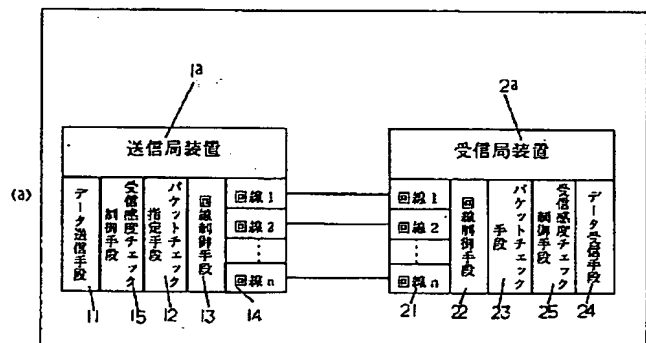 1a
2a
(a)
送信局装置
受信局装置
データ送信手段
受信感度チェック
制御手段
パケットチェック
指定手段
回線制御手段
回線1
回線2
回線n
回線1
回線2
回線n
回線制御手段
パケットチェック
手段
受信感度チェック
制御手段
データ受信手段
11
15
12
13
14
21
22
23
25
24